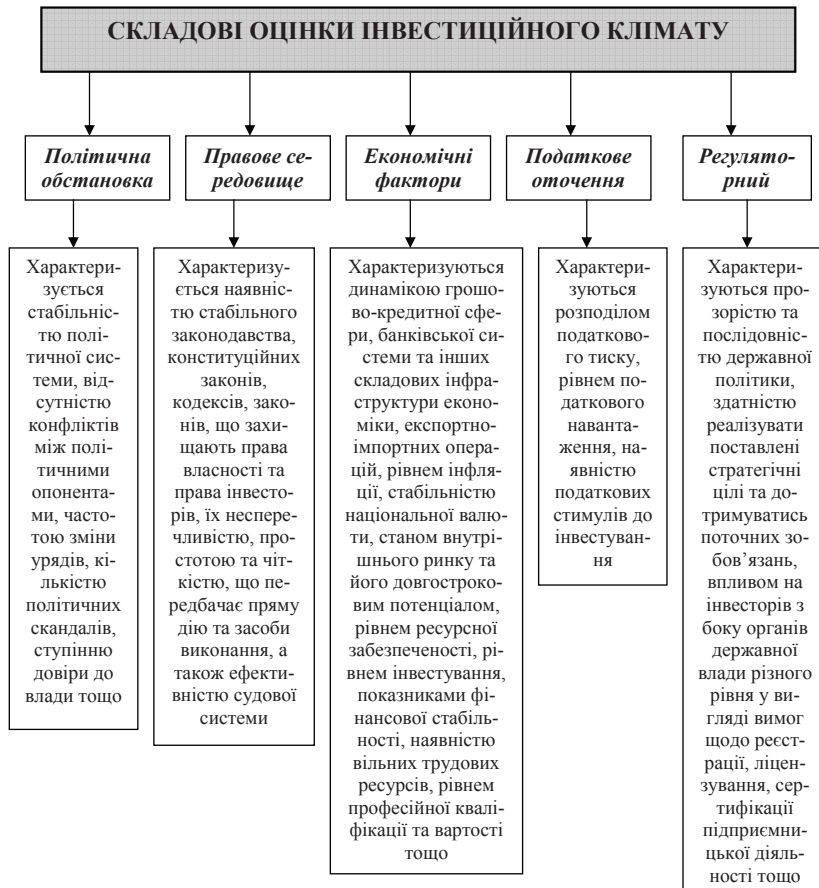 СКЛАДОВІ ОЦІНКИ ІНВЕСТИЦІЙНОГО КЛІМАТУ
Політична
обстановка
Правове се-
редовище
Економічні
фактори
Податкове
оточення
Регулято-
рний
Характери-
зується
стабільніс-
тю полі-
тичної сис-
теми, від-
сутністю
конфліктів
між полі-
тичними
опонента-
ми, часто-
тою зміни
урядів, кі-
лькістю
політичних
скандалів,
ступінню
довіри до
влади тощо
Характеризу-
ється наявніс-
тю стабільного
законодавства,
конституційних
законів,
кодексів, зако-
нів, що захи-
щають права
власності та
права інвесто-
рів, їх неспере-
чливістю, про-
стотою та чіт-
кістю, що пе-
редбачає пряму
дію та засоби
виконання, а
також ефекти-
вністю судової
системи
Характеризуються
динамікою грошо-
во-кредитної сфе-
ри, банківської си-
стеми та інших
складових інфра-
структури еконо-
міки, експортно-
імпортних опера-
цій, рівнем інфля-
ції, стабільністю
національної валю-
ти, станом внутрі-
шнього ринку та
його довгостроко-
вим потенціалом,
рівнем ресурсної
забезпеченості, рі-
внем інвестування,
показниками фі-
нансової стабіль-
ності, наявністю
вільних трудових
ресурсів, рівнем
професійної квалі-
фікації та вартості
тощо
Характери-
зуються
розподілом
податково-
го тиску,
рівнем по-
даткового
наванта-
ження, на-
явністю
податкових
стимулів до
інвестуван-
ня
Характери-
зуються про-
зорістю та
послідовніс-
тю державної
політики,
здатністю
реалізувати
поставлені
стратегічні
цілі та до-
тримуватись
поточних зо-
бов’язань,
впливом на
інвесторів з
боку органів
державної
влади різного
рівня у ви-
гляді вимог
щодо реєст-
рації, ліцен-
зування, сер-
тифікації
підприємни-
цької діяль-
ності тощо